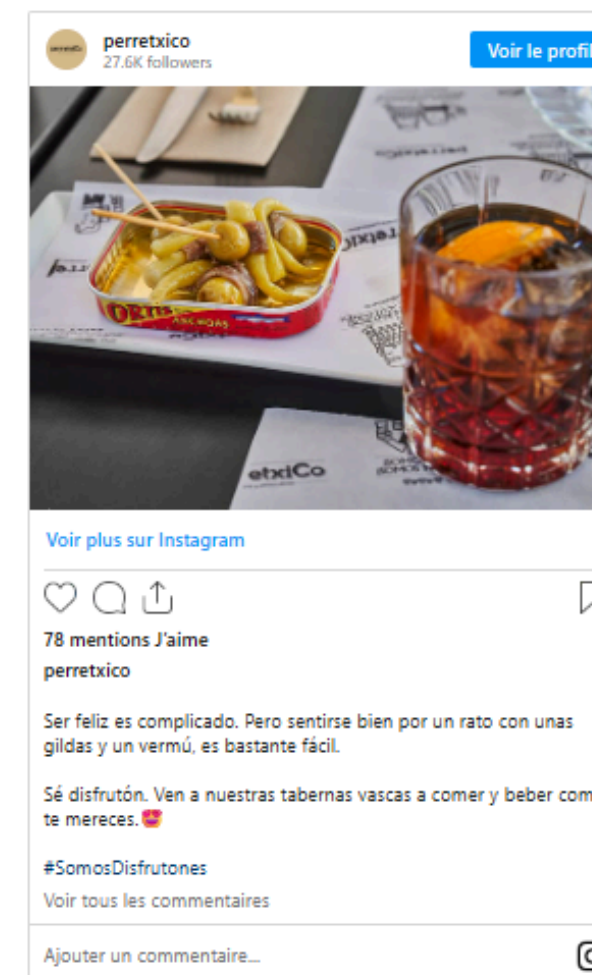 perretxico
27.6K followers
Voir le profil
ANCHOAS
etxiCo
Voir plus sur Instagram
78 mentions J'aime
perretxico
Ser feliz es complicado. Pero sentirse bien por un rato con unas
gildas y un vermú, es bastante fácil.
Sé disfrutón. Ven a nuestras tabernas vascas a comer y beber com
te mereces.😍
#SomosDisfrutones
Voir tous les commentaires
Ajouter un commentaire...